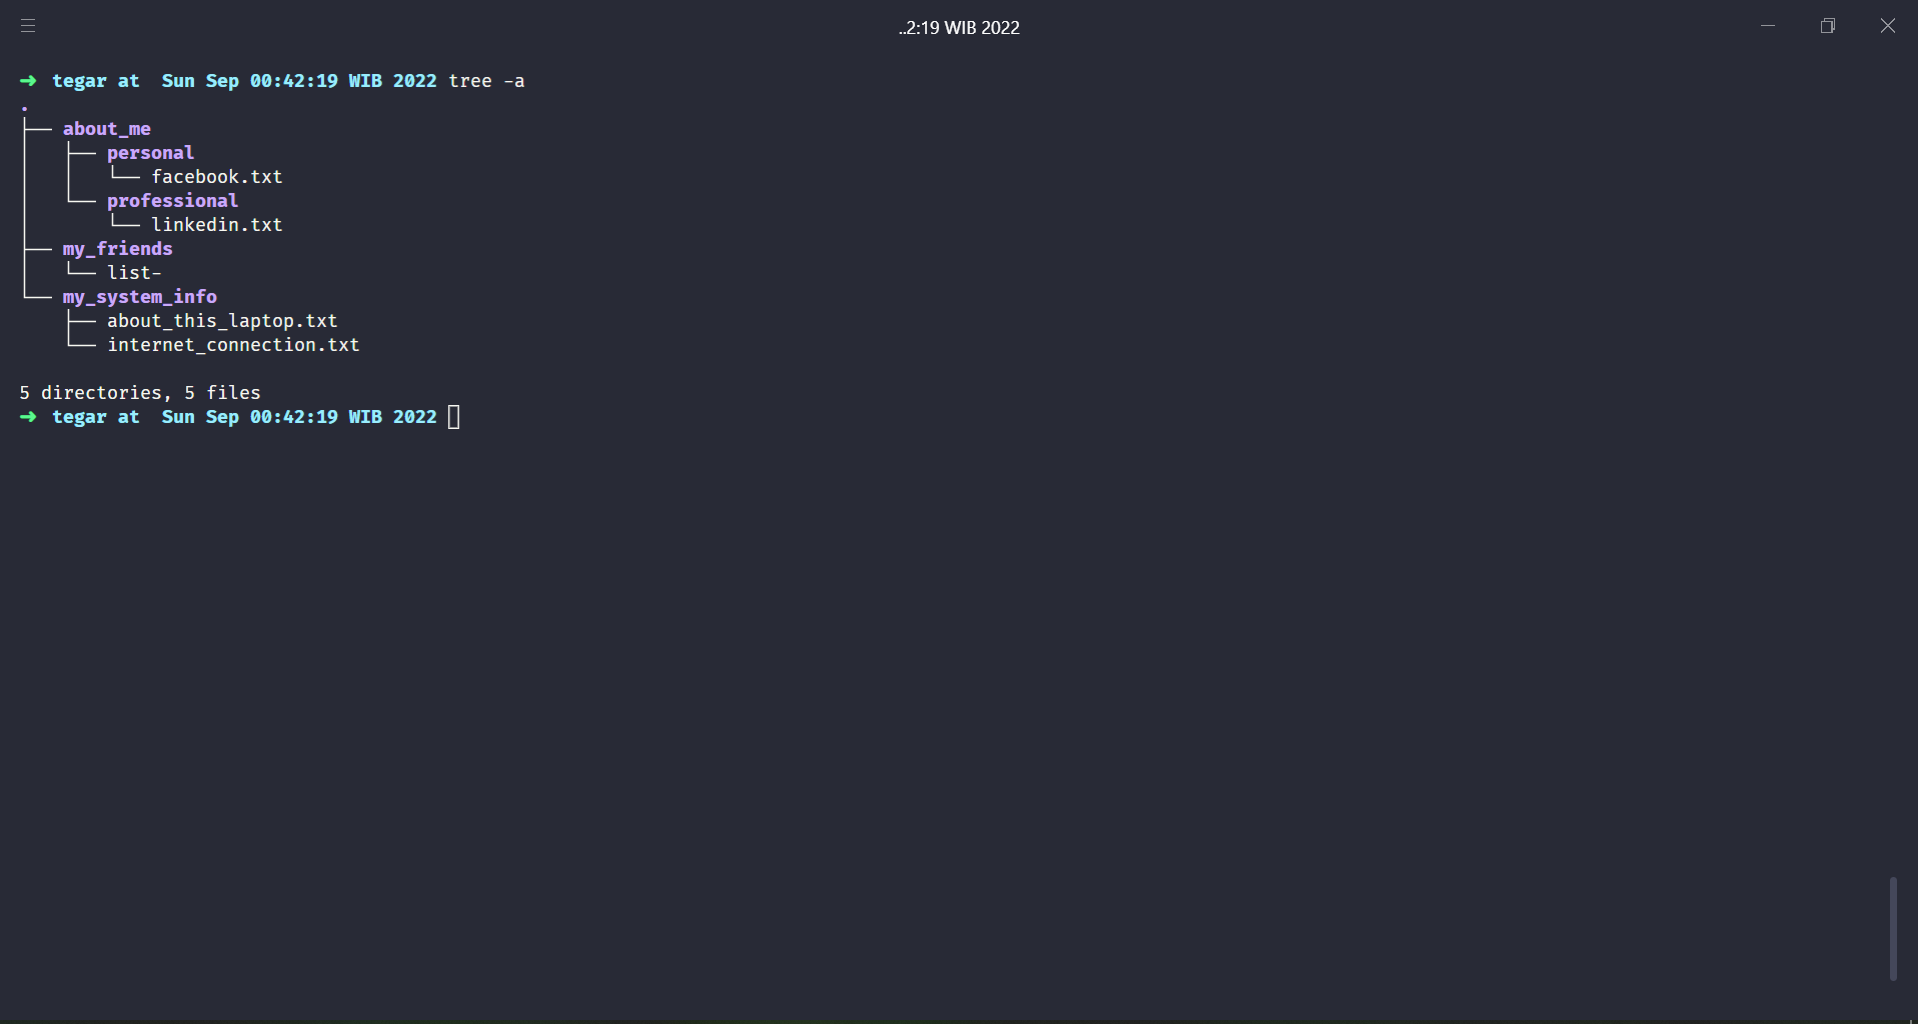 ..2:19 WIB 2022
➜ tegar at  Sun Sep 00:42:19 WIB 2022 tree -a
.
├── about_me
│   ├── personal
│   │   └── facebook.txt
│   └── professional
│       └── linkedin.txt
├── my_friends
│   └── list-
└── my_system_info
    ├── about_this_laptop.txt
    └── internet_connection.txt

5 directories, 5 files
➜ tegar at  Sun Sep 00:42:19 WIB 2022